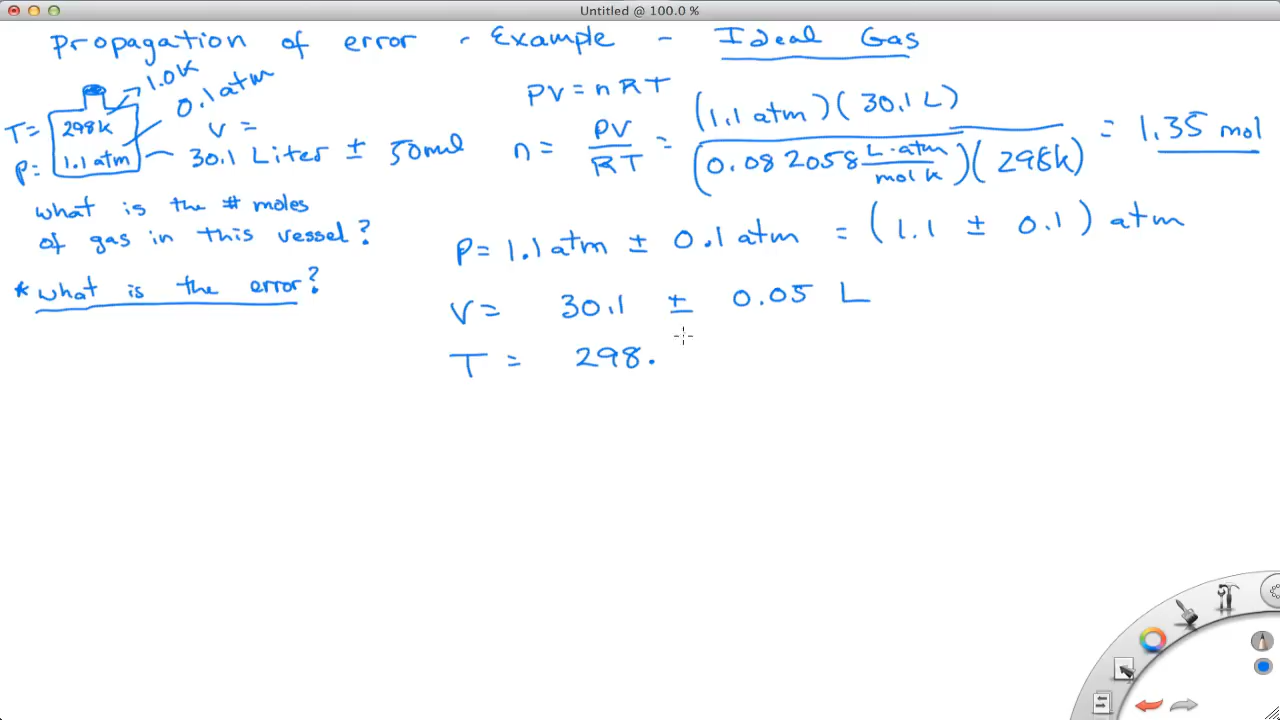 Untitled @ 100.0 %
Propagation of error - Example - Ideal Gas
1.0K
0.1 atm
T= 298K
P= 1.1 atm
V =
30.1 Liter ± 50ml
what is the # moles
of gas in this vessel?
* what is the error?
PV = nRT
n = PV/RT = (1.1 atm)(30.1 L) / (0.082058 L·atm/mol K)(298K) = 1.35 mol
P= 1.1 atm ± 0.1 atm = (1.1 ± 0.1) atm
V= 30.1 ± 0.05 L
T = 298.